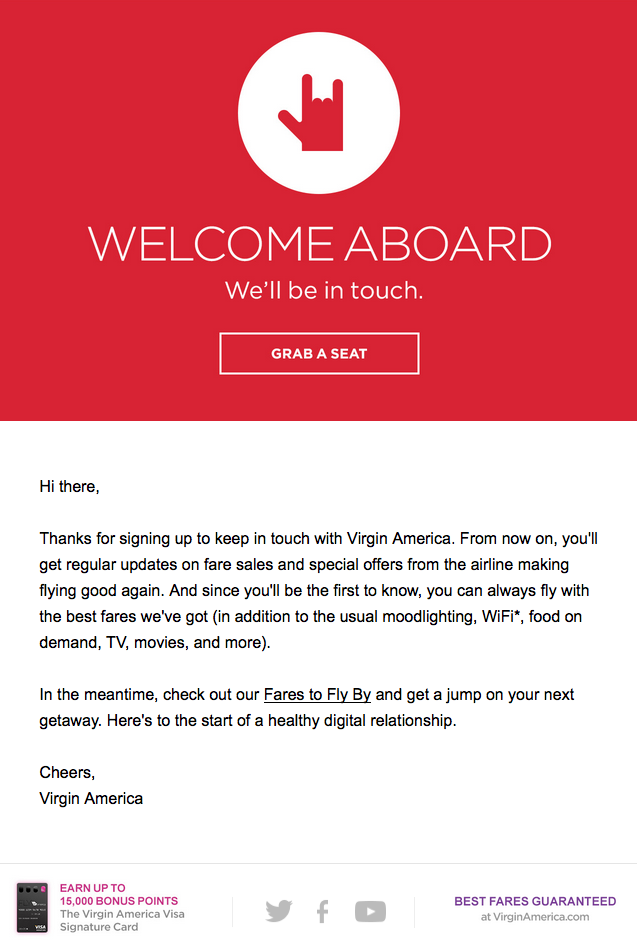 WELCOME ABOARD
We'll be in touch.
GRAB A SEAT
Hi there,
Thanks for signing up to keep in touch with Virgin America. From now on, you'll
get regular updates on fare sales and special offers from the airline making
flying good again. And since you'll be the first to know, you can always fly with
the best fares we've got (in addition to the usual moodlighting, WiFi*, food on
demand, TV, movies, and more).
In the meantime, check out our Fares to Fly By and get a jump on your next
getaway. Here's to the start of a healthy digital relationship.
Cheers,
Virgin America
EARN UP TO
15,000 BONUS POINTS
The Virgin America Visa
Signature Card
VISA
BEST FARES GUARANTEED
at VirginAmerica.com